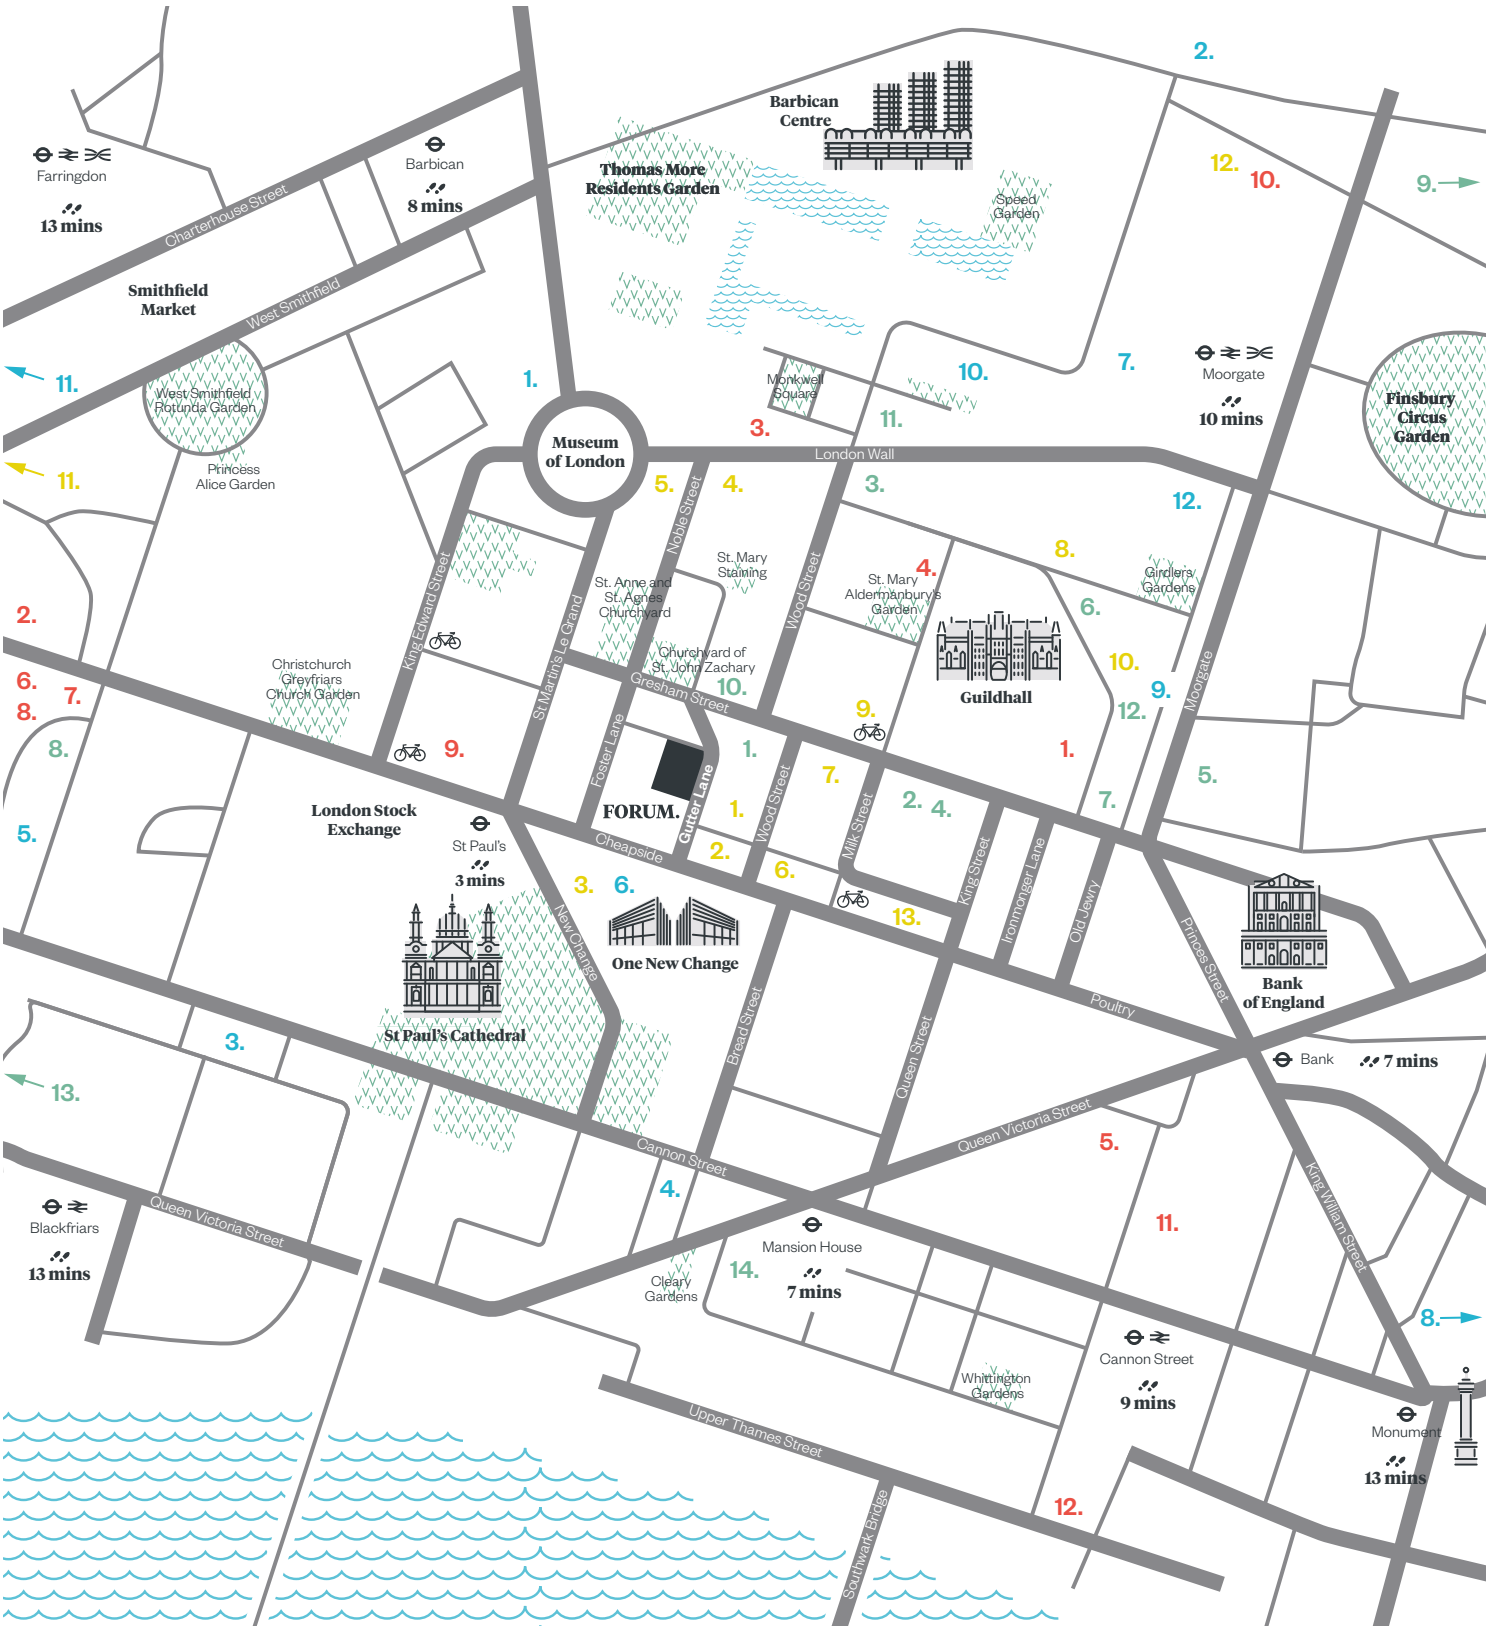 2.
Barbican
Centre
Farringdon
13 mins
Barbican
8 mins
Thomas More
Residents Garden
Speed
Garden
12.
10.
9.
Charterhouse Street
Smithfield
Market
West Smithfield
11.
West Smithfield
Rotunda Garden
1.
Monkwell
Square
10.
7.
Moorgate
10 mins
Finsbury
Circus
Garden
3.
11.
Museum
of London
London Wall
11.
Princess
Alice Garden
5.
4.
3.
12.
Noble Street
Wood Street
8.
King Edward Street
St Martin's Le Grand
St. Anne and
St. Agnes
Churchyard
St. Mary
Staining
4.
St. Mary
Aldermanbury's
Garden
Girdlers
Gardens
6.
2.
Churchyard of
St. John Zachary
10.
Gresham Street
Guildhall
10.
9.
12.
Moorgate
6.
7.
8.
Christchurch
Greyfriars
Church Garden
8.
9.
Foster Lane
1.
9.
1.
7.
5.
5.
London Stock
Exchange
St Paul's
3 mins
FORUM.
Gutter Lane
1.
Wood Street
Milk Street
2.
4.
7.
Cheapside
2.
6.
King Street
Ironmonger Lane
Old Jewry
3.
6.
13.
New Change
One New Change
Princes Street
Bank
of England
St Paul's Cathedral
Bread Street
Queen Street
Poultry
3.
Bank
7 mins
13.
Cannon Street
Queen Victoria Street
5.
4.
11.
King William Street
Blackfriars
13 mins
Queen Victoria Street
Cleary
Gardens
14.
Mansion House
7 mins
8.
Cannon Street
9 mins
Whittington
Gardens
Upper Thames Street
Monument
13 mins
12.
Southwark Bridge